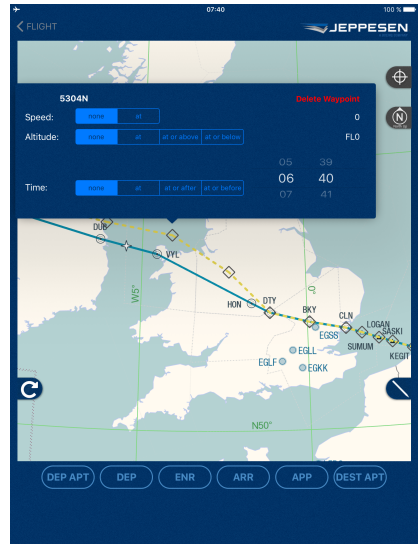 07:40
100 %
FLIGHT
JEPPESEN
5304N
Delete Waypoint
Speed:
none
at
0
Altitude:
none
at
at or above
at or below
FL0
05
39
Time:
none
at
at or after
at or before
06
40
07
41
DUB
VYL
W5°
0°
HON
DTY
BKY
CLN
LOGAN
SASKI
EGSS
SUMUM
KEGIT
EGLL
EGLF
EGKK
N50°
DEP APT
DEP
ENR
ARR
APP
DEST APT